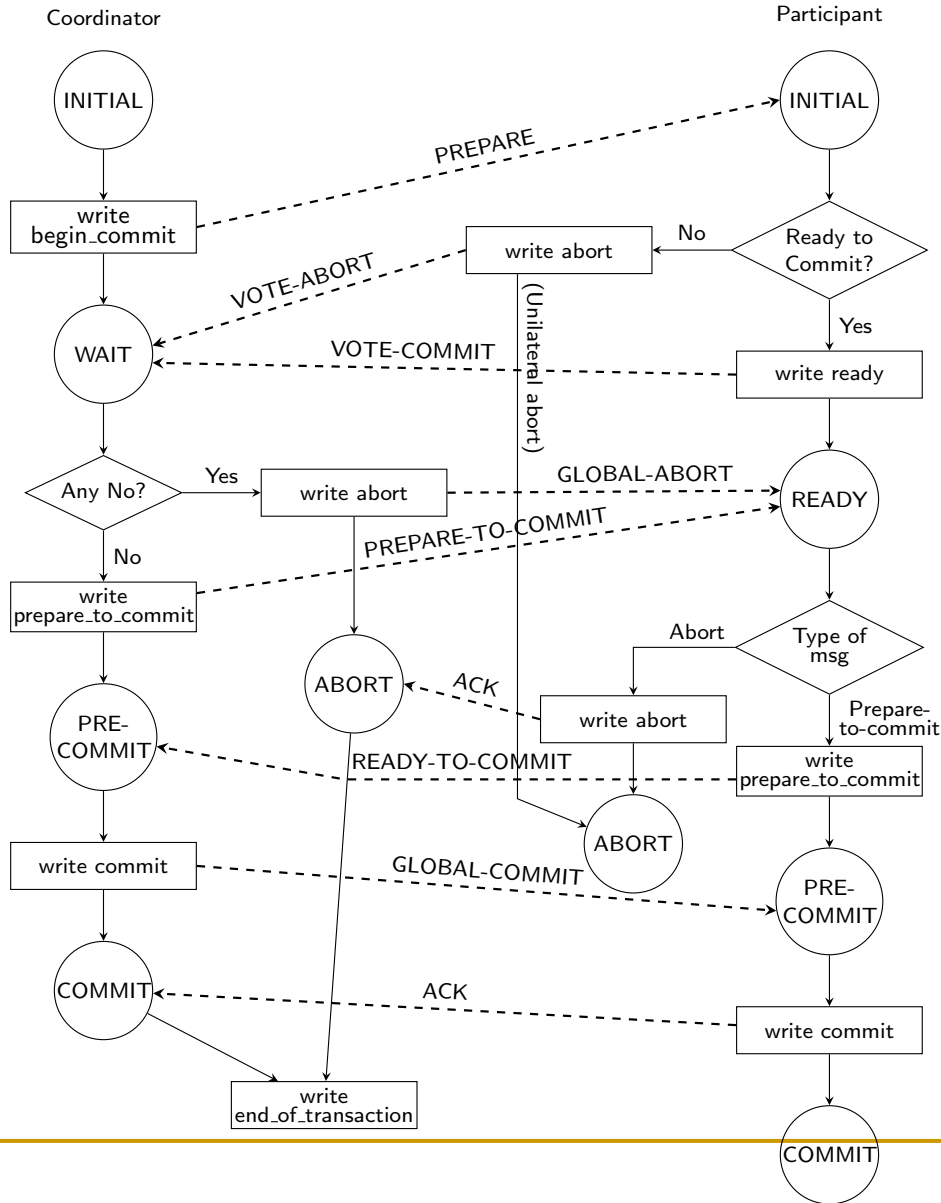 Coordinator
Participant
INITIAL
INITIAL
PREPARE
write
begin_commit
Ready to
Commit?
No
write abort
VOTE-ABORT
(Unilateral abort)
Yes
WAIT
VOTE-COMMIT
write ready
Any No?
Yes
write abort
GLOBAL-ABORT
READY
PREPARE-TO-COMMIT
No
write
prepare_to_commit
Type of
msg
Abort
ABORT
ACK
write abort
Prepare-
to-commit
PRE-
COMMIT
READY-TO-COMMIT
write
prepare_to_commit
ABORT
write commit
GLOBAL-COMMIT
PRE-
COMMIT
COMMIT
ACK
write commit
write
end_of_transaction
COMMIT